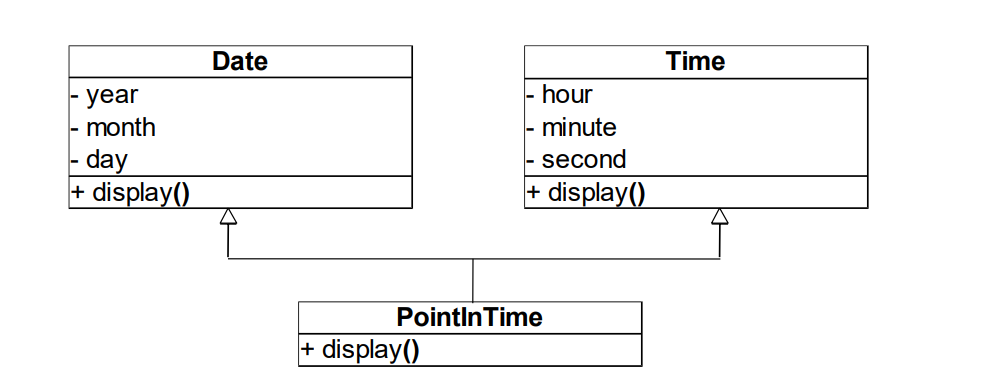 Date
- year
- month
- day
+ display()
Time
- hour
- minute
- second
+ display()
PointInTime
+ display()